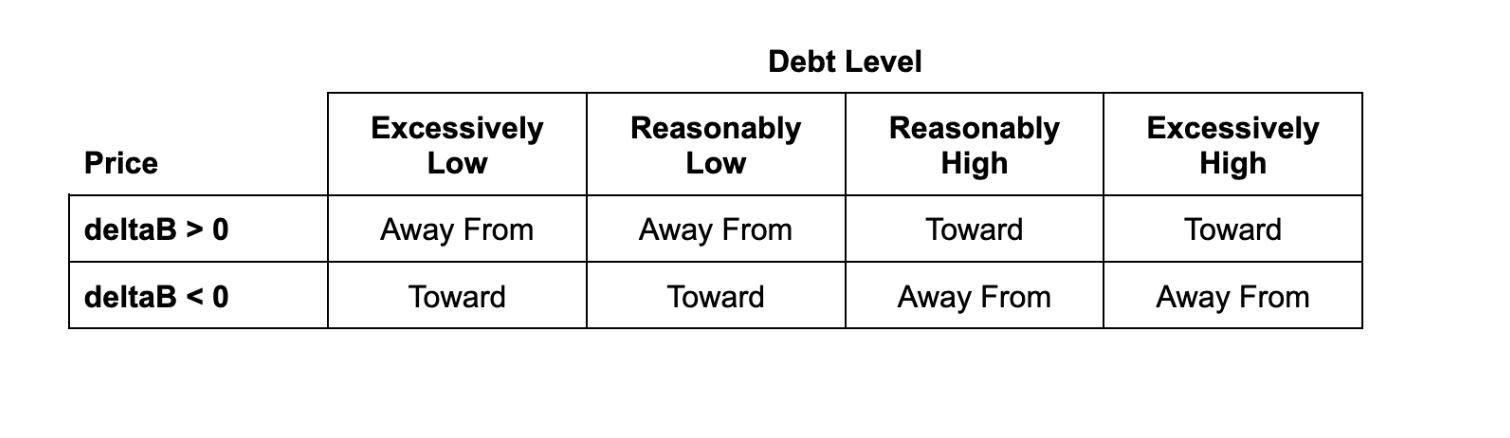 Debt Level
Price
Excessively
Low
Reasonably
Low
Reasonably
High
Excessively
High
deltaB > 0
Away From
Away From
Toward
Toward
deltaB < 0
Toward
Toward
Away From
Away From